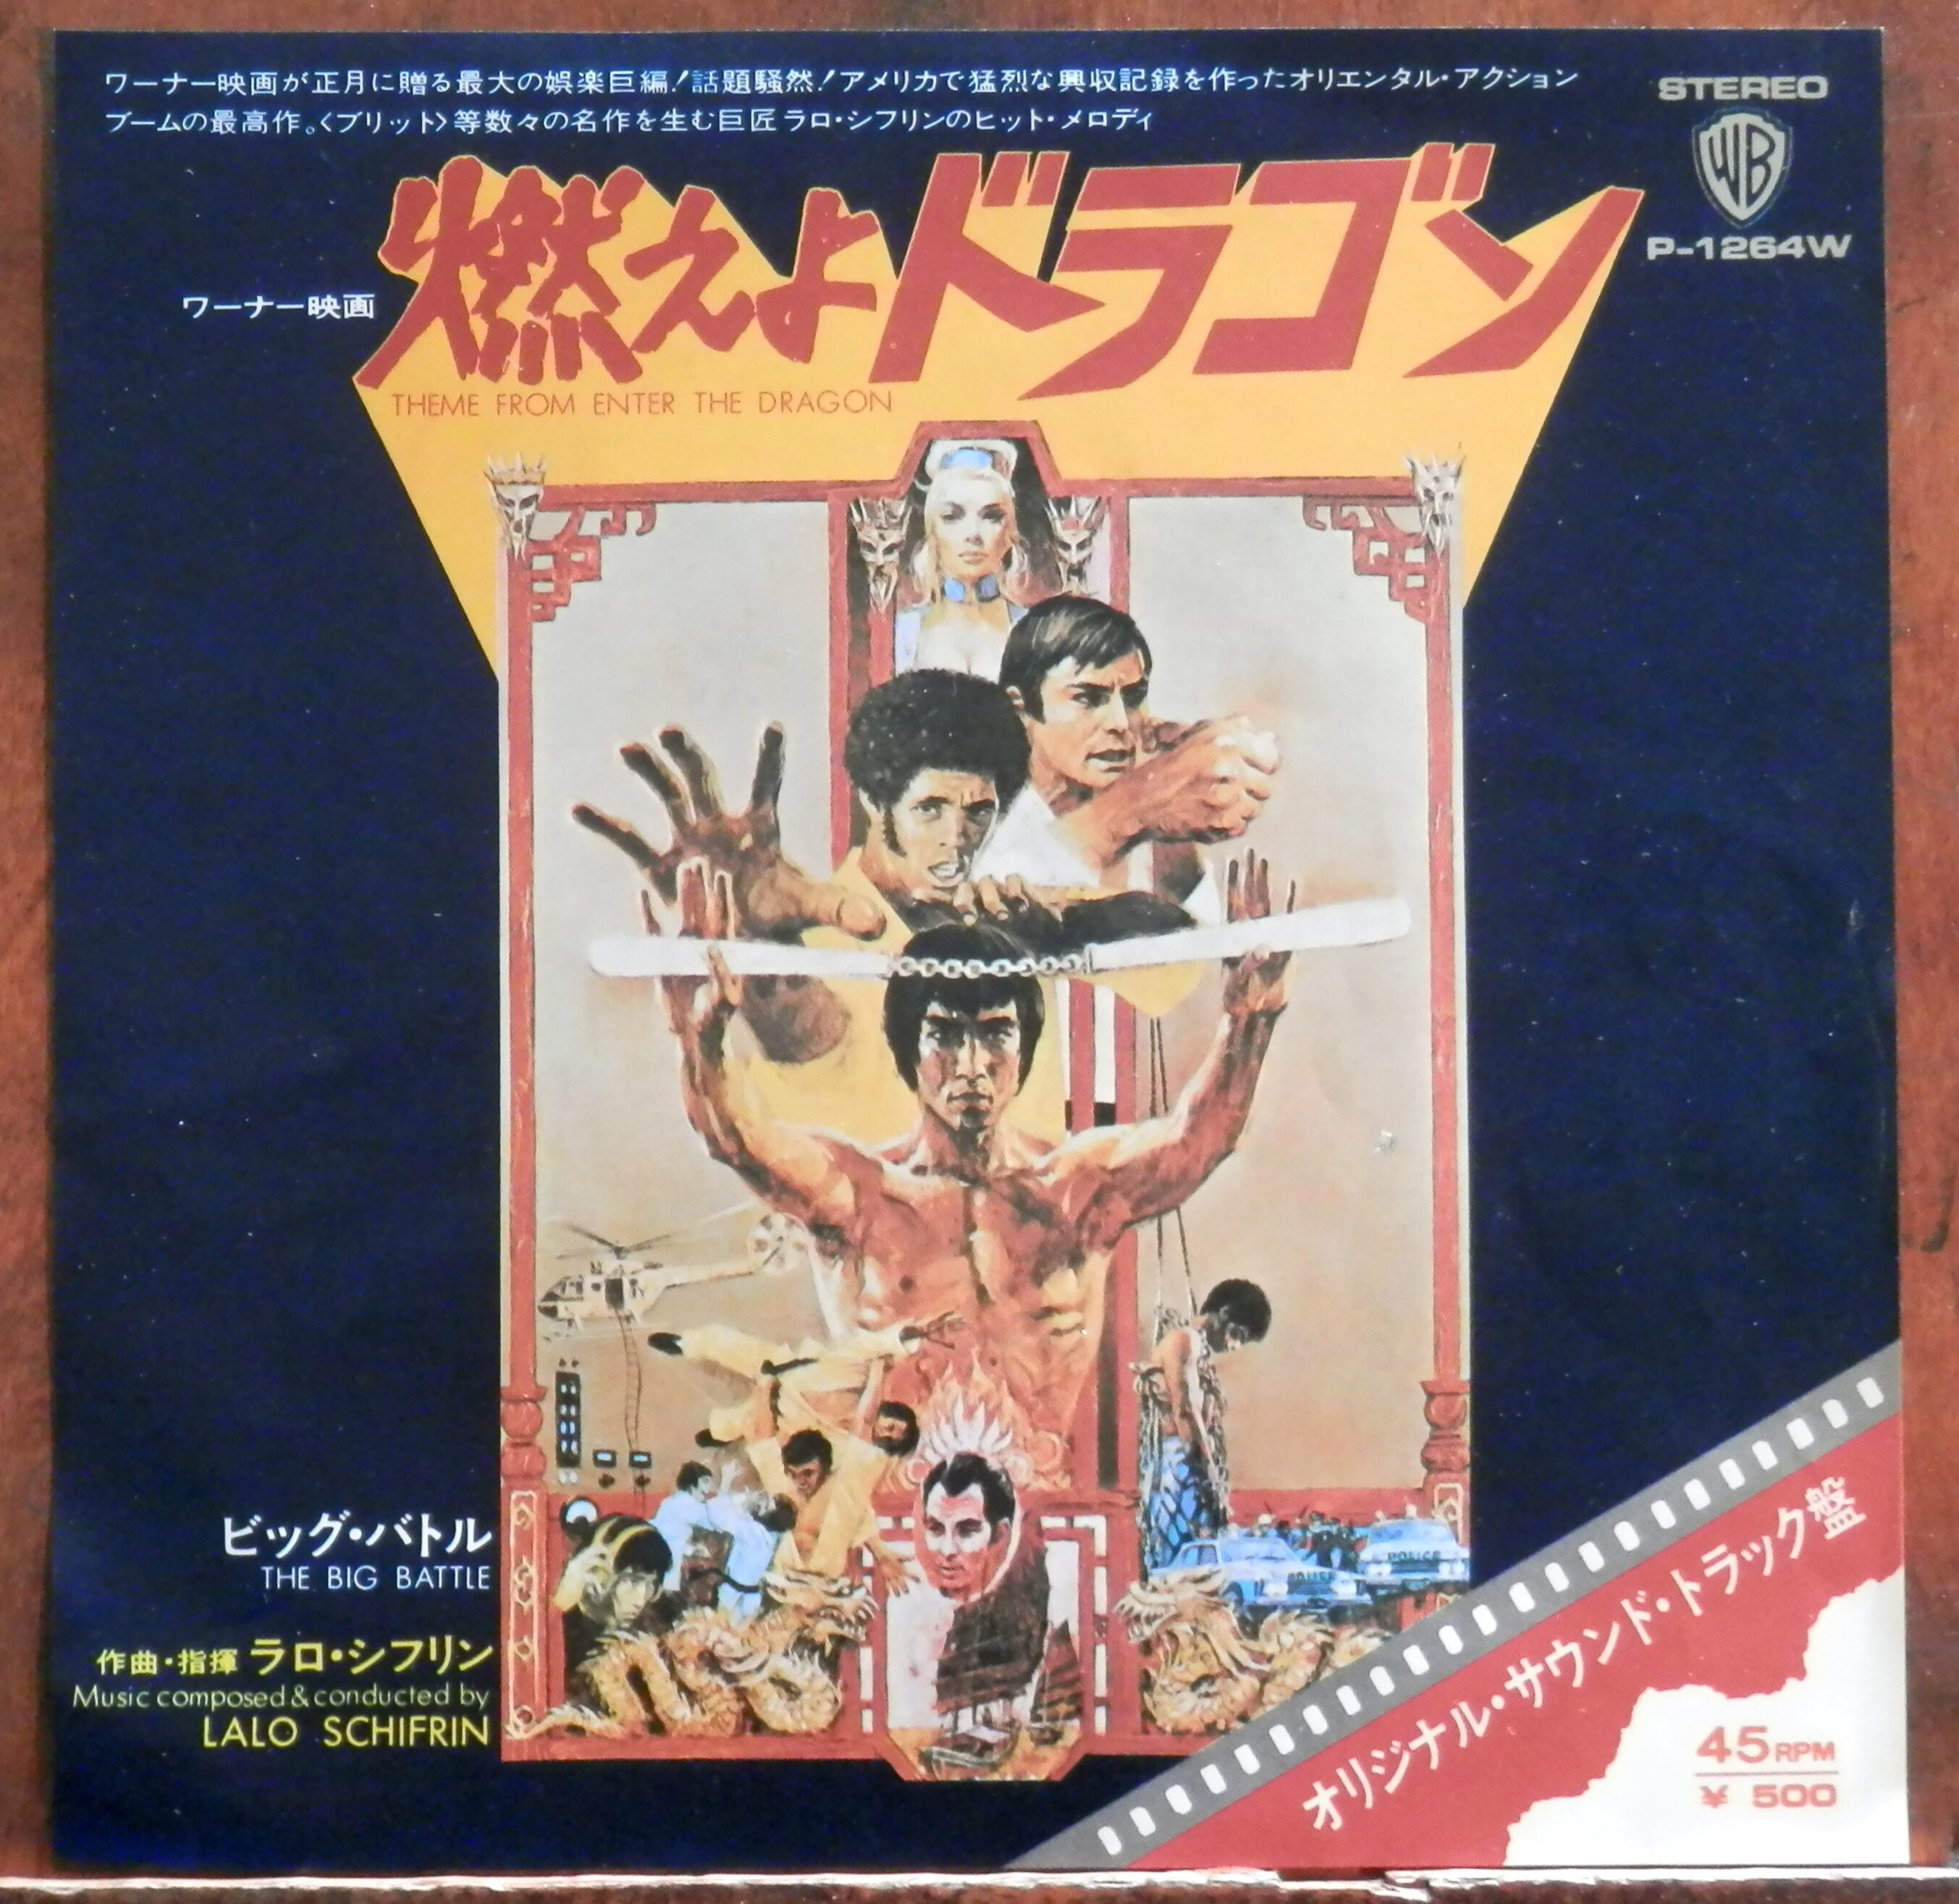 ワーナー映画が正月に贈る最大の娯楽巨編!話題騒然!アメリカで猛烈な興収記録を作ったオリエンタル・アクション
ブームの最高作。<ブリット>等数々の名作を生む巨匠ラロ・シフリンのヒット・メロディ
STEREO
WB
P-1264W
ワーナー映画
燃えよドラゴン
THEME FROM ENTER THE DRAGON
ビッグ・バトル
THE BIG BATTLE
作曲・指揮 ラロ・シフリン
Music composed & conducted by
LALO SCHIFRIN
POLICE
POLICE
オリジナル・サウンド・トラック盤
45RPM
¥ 500